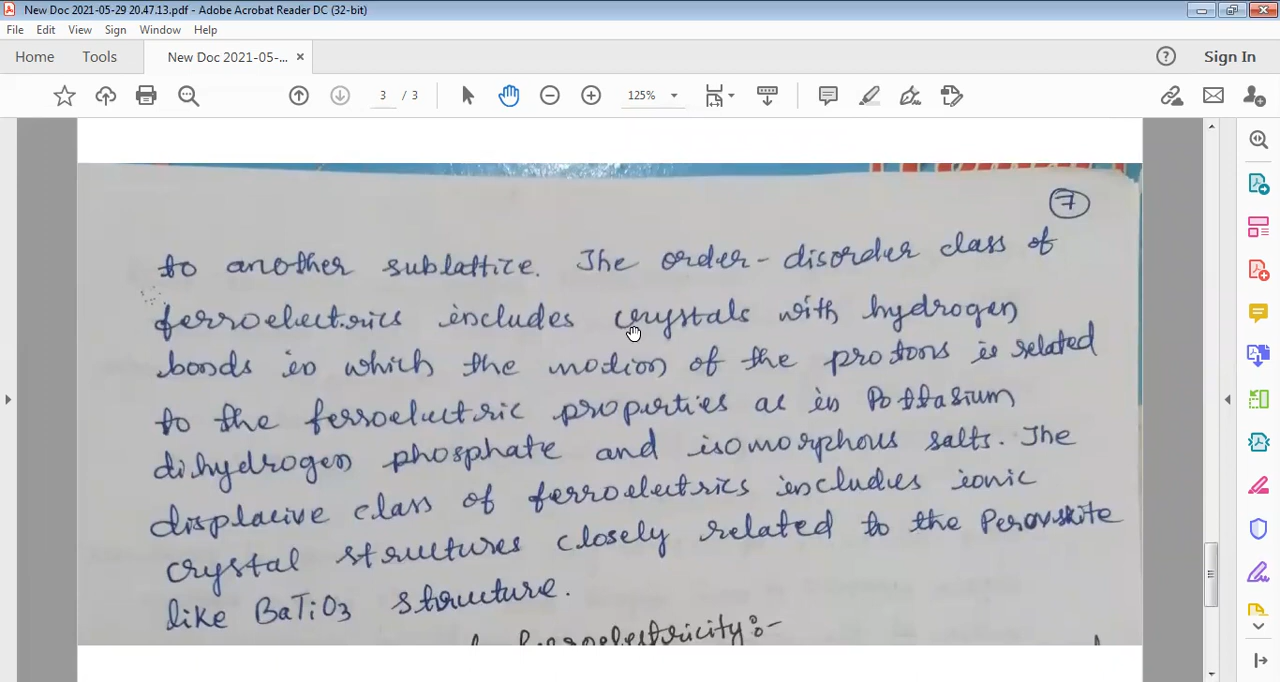 New Doc 2021-05-29 20.47.13.pdf - Adobe Acrobat Reader DC (32-bit)
File Edit View Sign Window Help
Home Tools New Doc 2021-05-... × Sign In
3 / 3 125%
7
to another sublattice. The order-disorder class of
ferroelectrics includes crystals with hydrogen
bonds in which the motion of the protons is related
to the ferroelectric properties as in Pottasium
dihydrogen phosphate and isomorphous salts. The
displacive class of ferroelectrics includes ionic
crystal structures closely related to the Perovskite
like BaTiO3 structure.
ferroelectricity:-